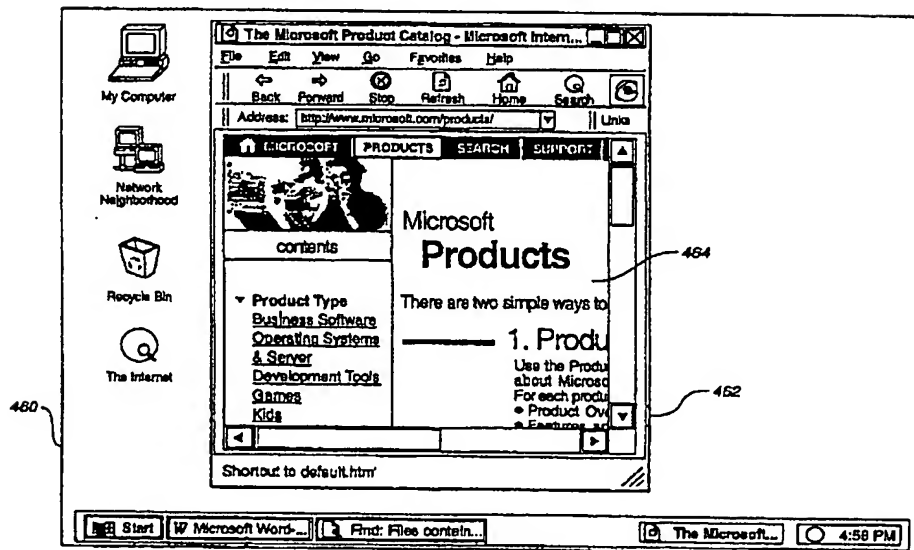 My Computer
Network
Neighborhood
Recycle Bin
The Internet
The Microsoft Product Catalog - Microsoft Intern...
File Edit View Go Favorites Help
Back Forward Stop Refresh Home Search
Address: http://www.microsoft.com/products/ Links
MICROSOFT PRODUCTS SEARCH SUPPORT
contents
Product Type
Business Software
Operating Systems
& Server
Development Tools
Games
Kids
Microsoft
Products
There are two simple ways to
1. Produ
Use the Produ
about Microso
For each produ
• Product Ov
• Features, an
Shortcut to default.htm'
464
462
460
Start W Microsoft Word-... Find: Files contain... The Microsoft... 4:58 PM